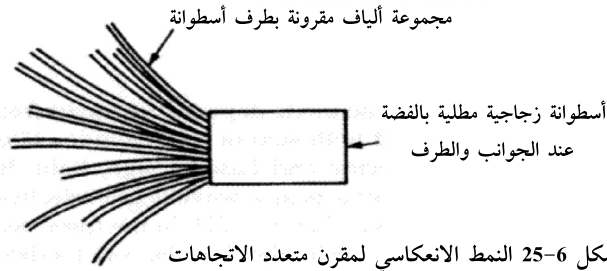 مجموعة ألياف مقرونة بطرف أسطوانة
أسطوانة زجاجية مطلية بالفضة
عند الجوانب والطرف
بكل 6-25 النمط الانعكاسي لمقرن متعدد الاتجاهات